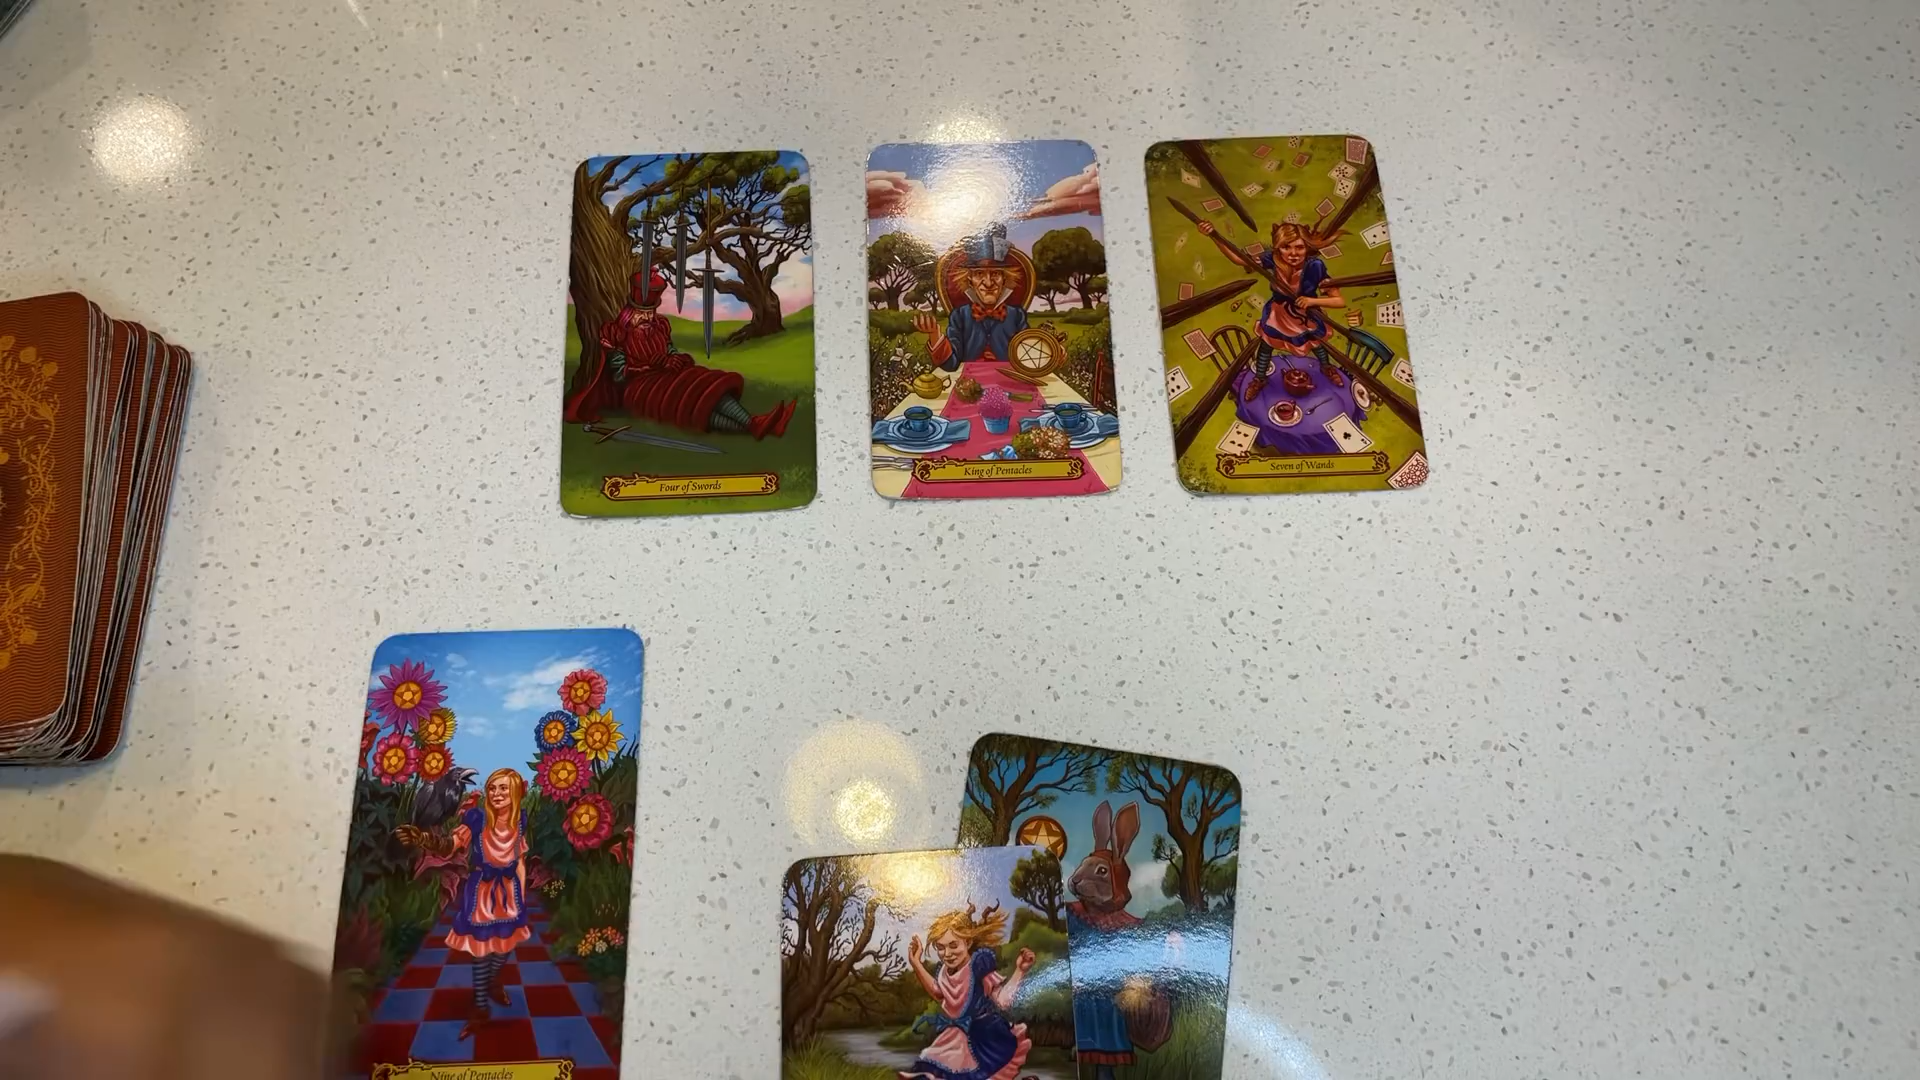 Four of Swords
King of Pentacles
Seven of Wands
Nine of Pentacles